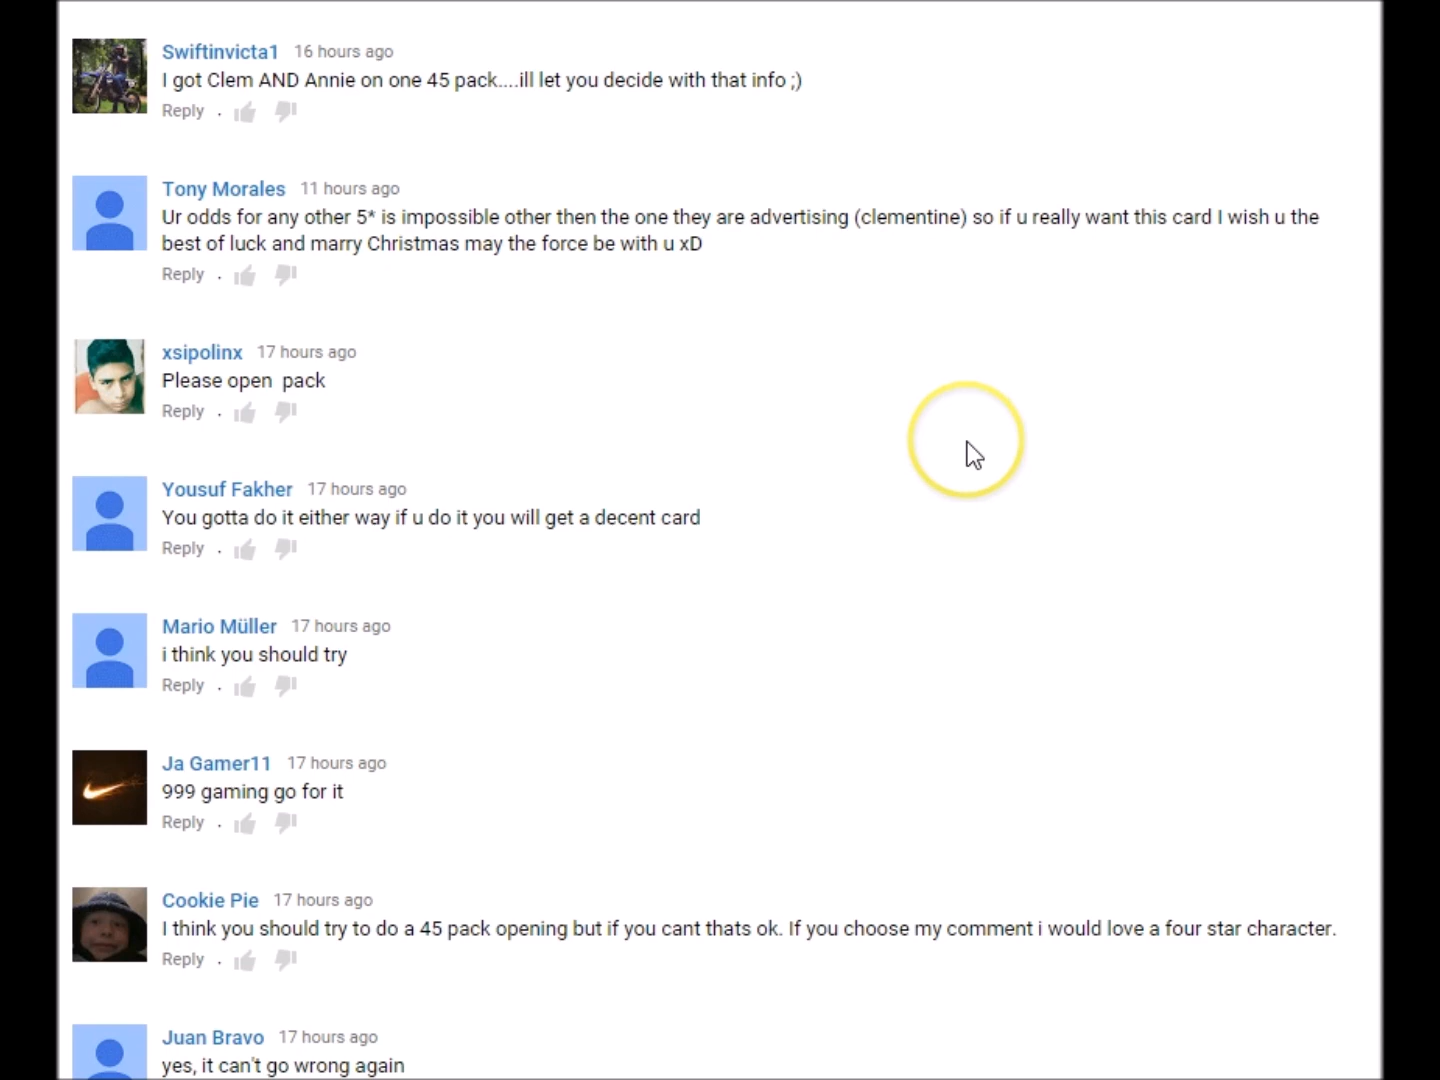 Swiftinvicta1 16 hours ago
I got Clem AND Annie on one 45 pack....ill let you decide with that info ;)
Reply .
Tony Morales 11 hours ago
Ur odds for any other 5* is impossible other then the one they are advertising (clementine) so if u really want this card I wish u the
best of luck and marry Christmas may the force be with u xD
Reply .
xsipolinx 17 hours ago
Please open  pack
Reply .
Yousuf Fakher 17 hours ago
You gotta do it either way if u do it you will get a decent card
Reply .
Mario Müller 17 hours ago
i think you should try
Reply .
Ja Gamer11 17 hours ago
999 gaming go for it
Reply .
Cookie Pie 17 hours ago
I think you should try to do a 45 pack opening but if you cant thats ok. If you choose my comment i would love a four star character.
Reply .
Juan Bravo 17 hours ago
yes, it can't go wrong again